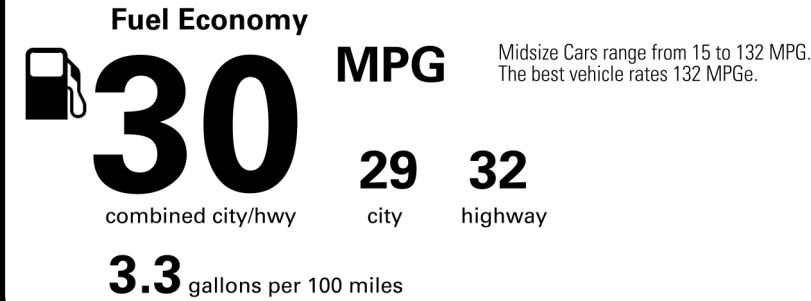 Fuel Economy
30
MPG
Midsize Cars range from 15 to 132 MPG.
The best vehicle rates 132 MPGe.
29 32
combined city/hwy city highway
3.3 gallons per 100 miles